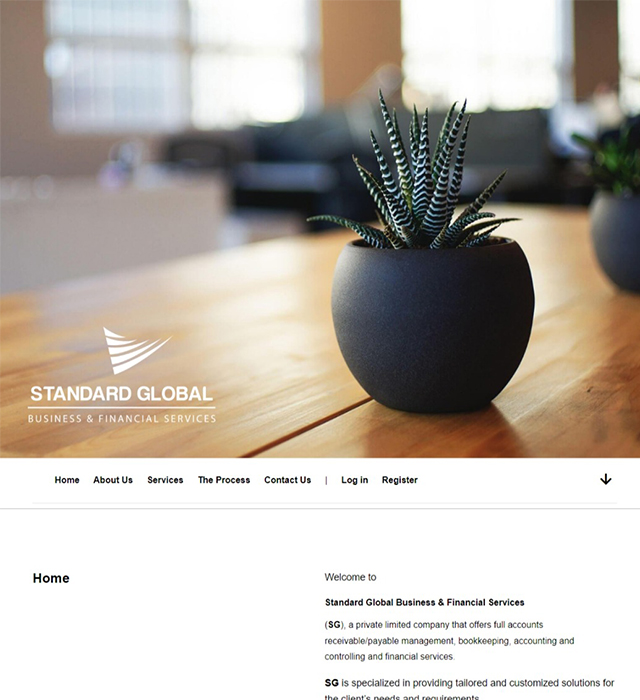 STANDARD GLOBAL
BUSINESS & FINANCIAL SERVICES
Home About Us Services The Process Contact Us | Log in Register
Home
Welcome to
Standard Global Business & Financial Services
(SG), a private limited company that offers full accounts
receivable/payable management, bookkeeping, accounting and
controlling and financial services.
SG is specialized in providing tailored and customized solutions for
the client's needs and requirements.